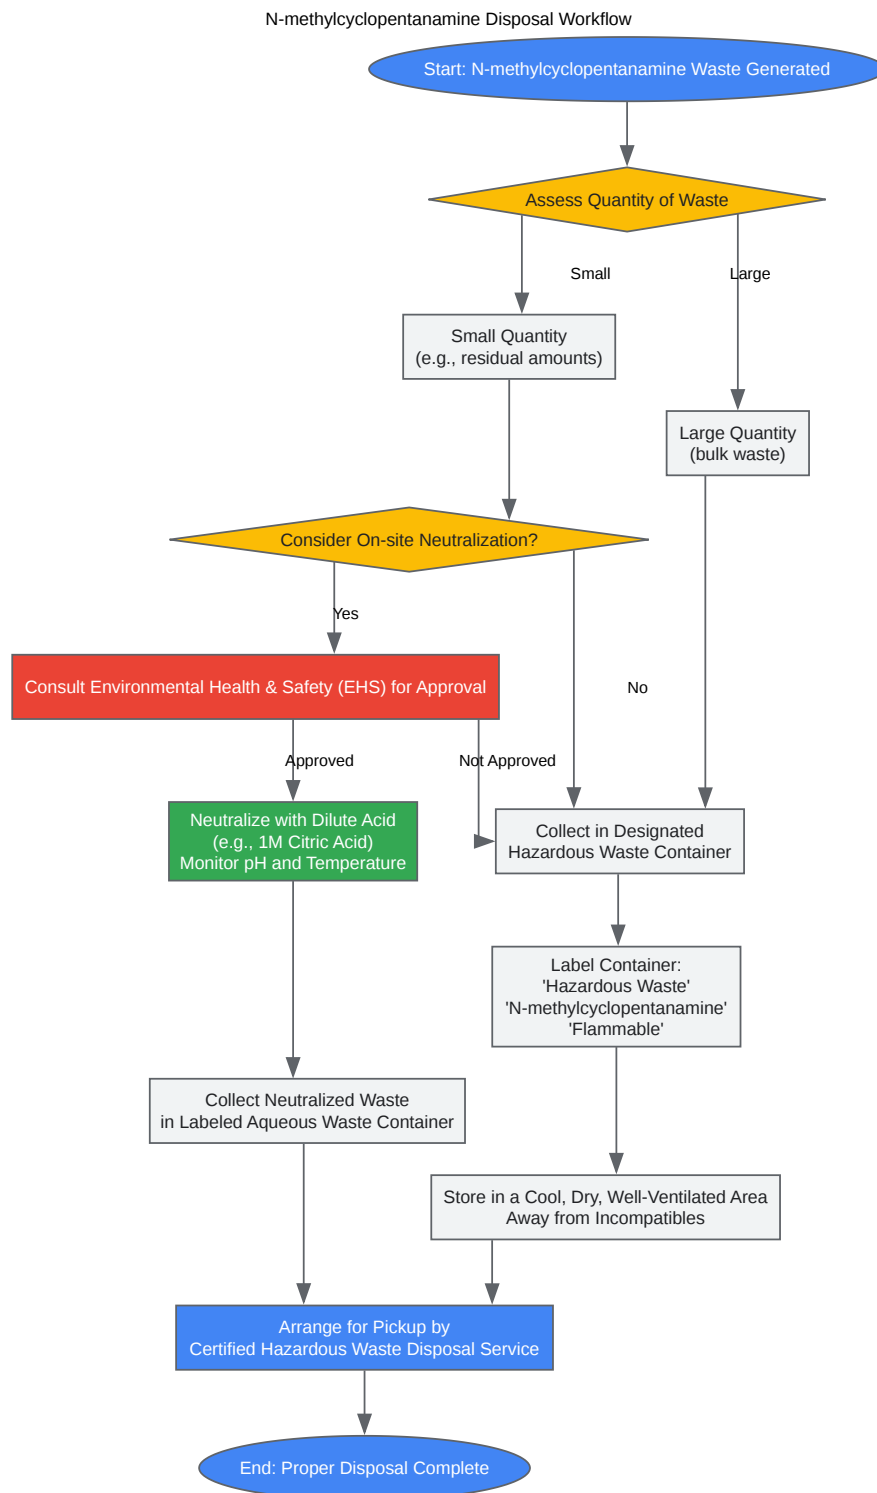 N-methylcyclopentanamine Disposal Workflow
Start: N-methylcyclopentanamine Waste Generated
Assess Quantity of Waste
Small
Large
Small Quantity
(e.g., residual amounts)
Large Quantity
(bulk waste)
Consider On-site Neutralization?
Yes
Consult Environmental Health & Safety (EHS) for Approval
No
Approved
Not Approved
Neutralize with Dilute Acid
(e.g., 1M Citric Acid)
Monitor pH and Temperature
Collect in Designated
Hazardous Waste Container
Label Container:
'Hazardous Waste'
'N-methylcyclopentanamine'
'Flammable'
Collect Neutralized Waste
in Labeled Aqueous Waste Container
Store in a Cool, Dry, Well-Ventilated Area
Away from Incompatibles
Arrange for Pickup by
Certified Hazardous Waste Disposal Service
End: Proper Disposal Complete